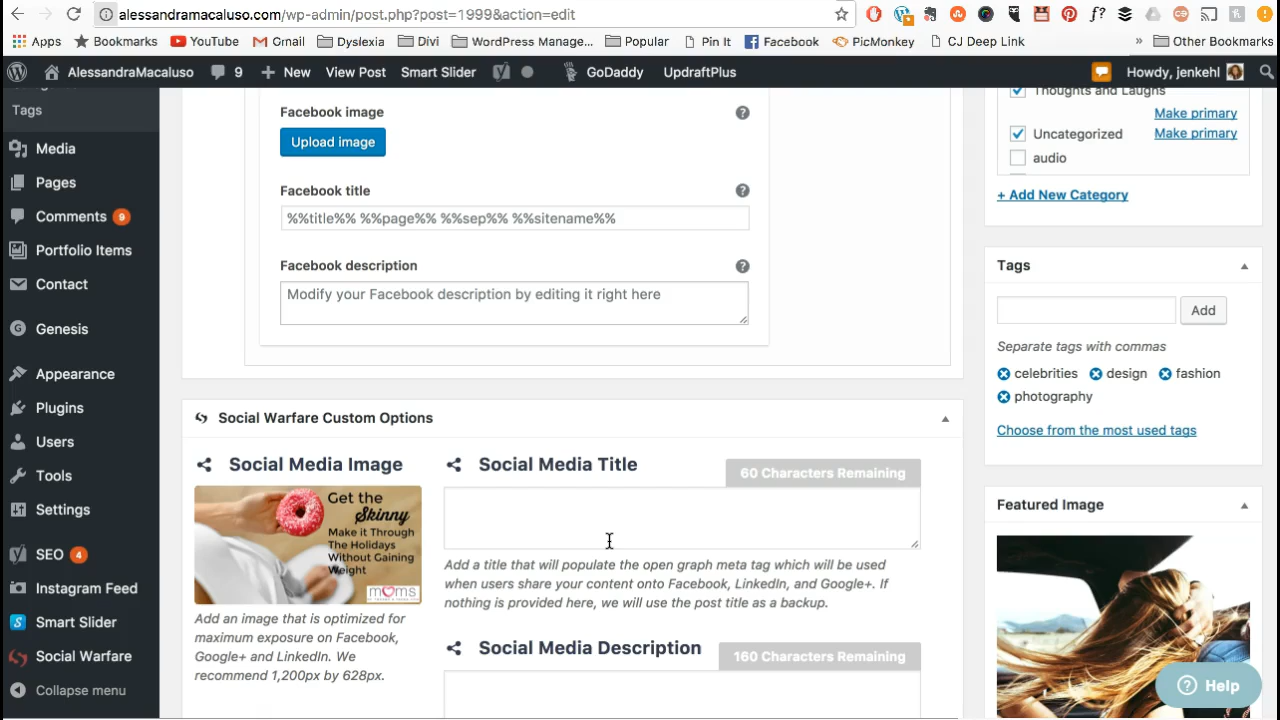 alessandramacaluso.com/wp-admin/post.php?post=1999&action=edit
Apps Bookmarks YouTube Gmail Dyslexia Divi WordPress Sitename... Popular Pin It Facebook PicMonkey CJ Deep Link » Other Bookmarks
AlessandraMacaluso 9 New View Post Smart Slider GoDaddy UpdraftPlus Howdy, jenkehl
Tags
Media
Pages
Comments 9
Portfolio Items
Contact
Genesis
Appearance
Plugins
Users
Tools
Settings
SEO 4
Instagram Feed
Smart Slider
Social Warfare
Collapse menu
Facebook image
Upload image
Facebook title
%%title%% %%page%% %%sep%% %%sitename%%
Facebook description
Modify your Facebook description by editing it right here
Social Warfare Custom Options
Social Media Image
Get the
Skinny
Make it Through
The Holidays
Without Gaining
Weight
moms
Add an image that is optimized for
maximum exposure on Facebook,
Google+ and LinkedIn. We
recommend 1,200px by 628px.
Social Media Title
60 Characters Remaining
Add a title that will populate the open graph meta tag which will be used
when users share your content onto Facebook, LinkedIn, and Google+. If
nothing is provided here, we will use the post title as a backup.
Social Media Description
160 Characters Remaining
Thoughts and Laughs
Make primary
Uncategorized Make primary
audio
+ Add New Category
Tags
Add
Separate tags with commas
celebrities design fashion
photography
Choose from the most used tags
Featured Image
Help